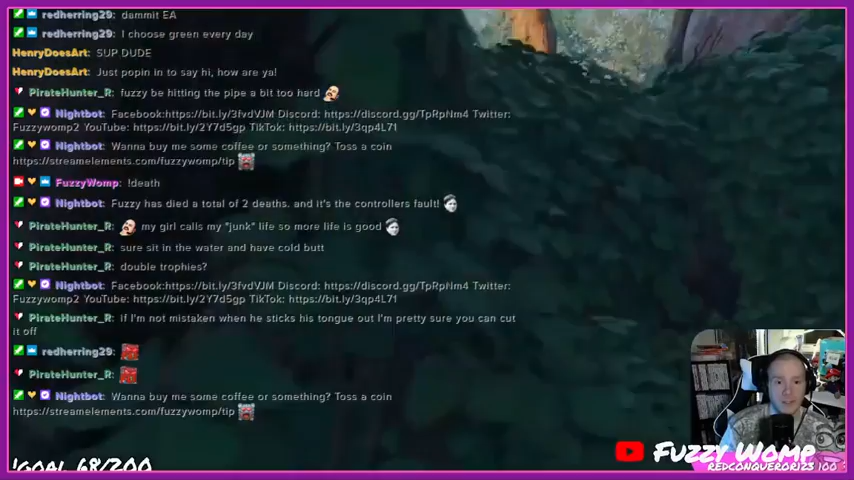 redherring29: dammit EA
redherring29: I choose green every day
HenryDoesArt: SUP DUDE
HenryDoesArt: Just popin in to say hi, how are ya!
PirateHunter_R: fuzzy be hitting the pipe a bit too hard
Nightbot: Facebook:https://bit.ly/3fvdVJM Discord: https://discord.gg/TpRpNm4 Twitter:
Fuzzywomp2 YouTube: https://bit.ly/2Y7d5gp TikTok: https://bit.ly/3qp4L7f
Nightbot: Wanna buy me some coffee or something? Toss a coin
https://streamelements.com/fuzzywomp/tip
FuzzyWomp: !death
Nightbot: Fuzzy has died a total of 2 deaths. and it's the controllers fault!
PirateHunter_R: my girl calls my "junk" life so more life is good
PirateHunter_R: sure sit in the water and have cold butt
PirateHunter_R: double trophies?
Nightbot: Facebook:https://bit.ly/3fvdVJM Discord: https://discord.gg/TpRpNm4 Twitter:
Fuzzywomp2 YouTube: https://bit.ly/2Y7d5gp TikTok: https://bit.ly/3qp4L7f
PirateHunter_R: If I'm not mistaken when he sticks his tongue out I'm pretty sure you can cut
it off
redherring29:
PirateHunter_R:
Nightbot: Wanna buy me some coffee or something? Toss a coin
https://streamelements.com/fuzzywomp/tip
!GOAL 68/200
Fuzzy Womp
REDCONQUEROR123 100